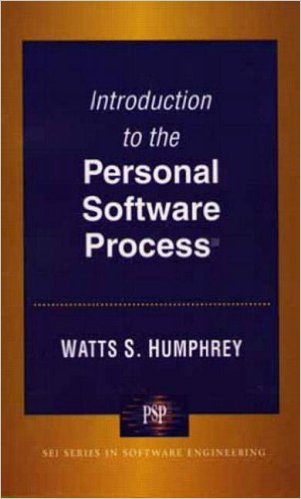 Introduction
to the
Personal
Software
Process
WATTS S. HUMPHREY
PSP
SEI SERIES IN SOFTWARE ENGINEERING